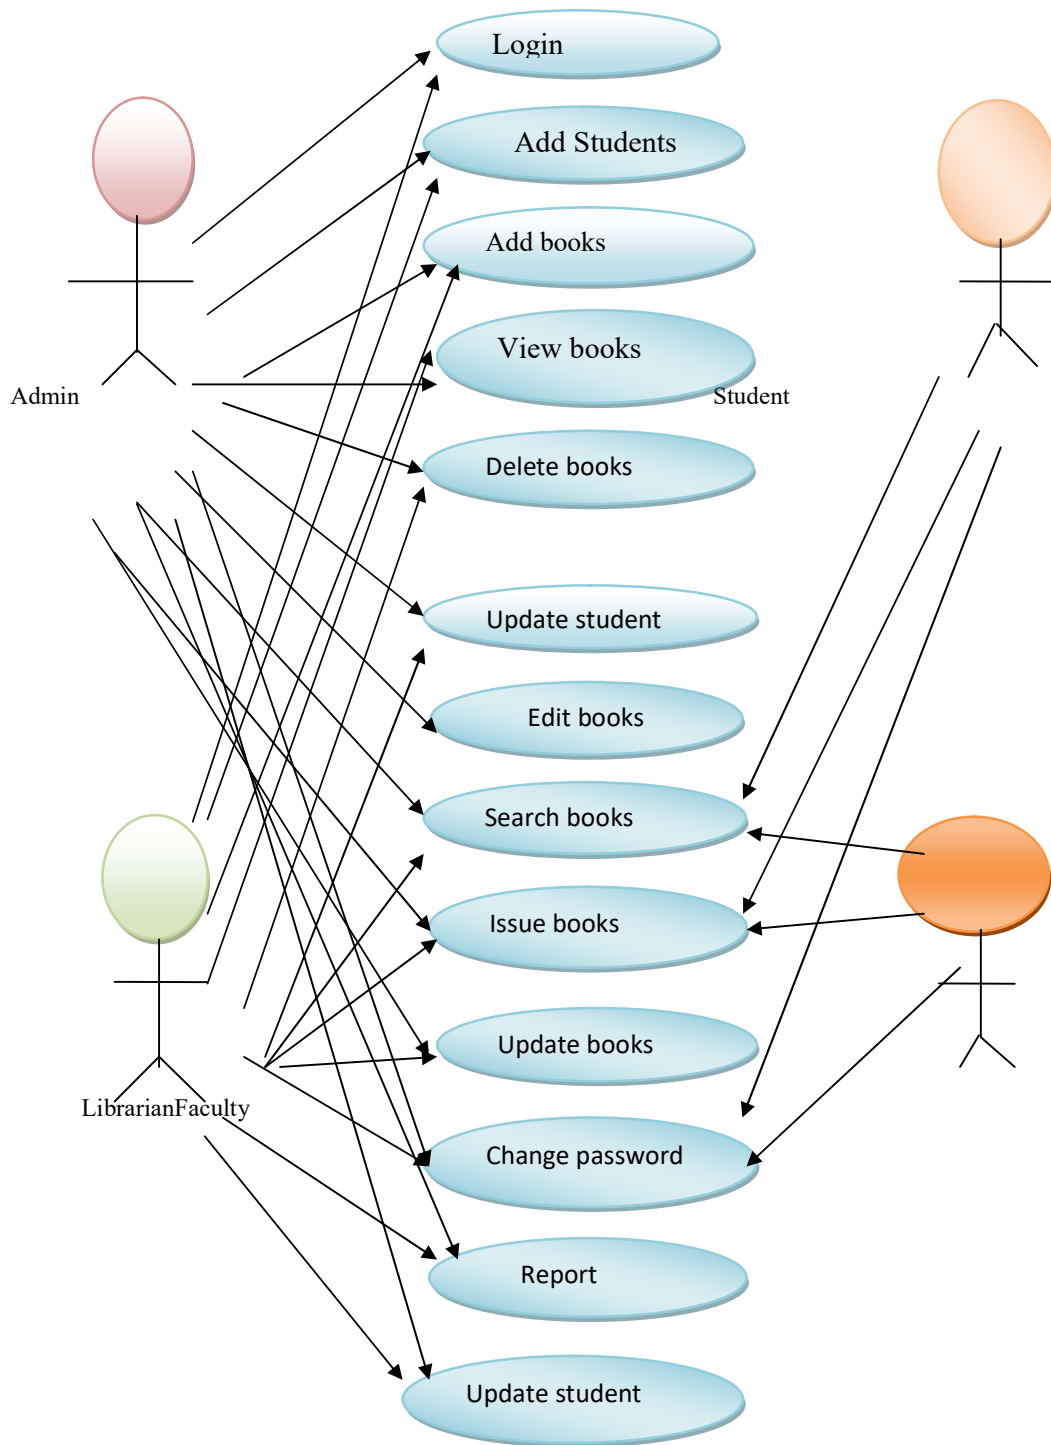 Login
Add Students
Add books
View books
Admin
Student
Delete books
Update student
Edit books
Search books
Issue books
Update books
LibrarianFaculty
Change password
Report
Update student